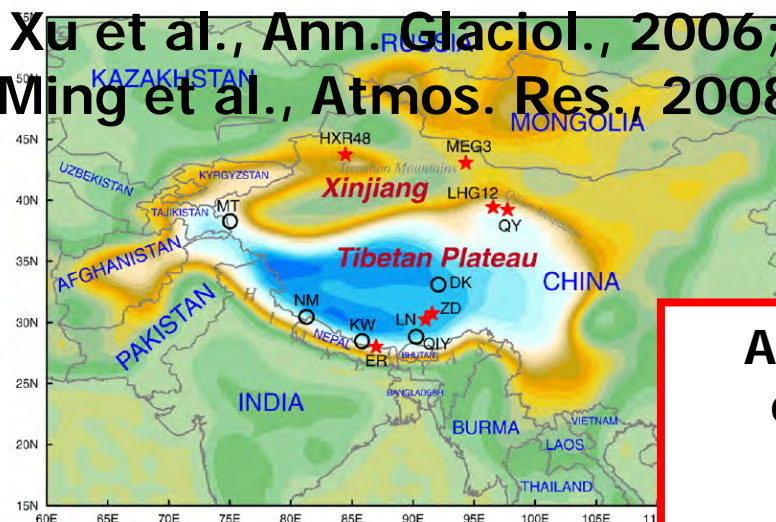 Xu et al., Ann. Glaciol., 2006;
Ming et al., Atmos. Res., 2008
RUSSIA
KAZAKHSTAN
MONGOLIA
50N
45N
40N
35N
30N
25N
20N
15N
HXR48
MEG3
Tianshan Mountains
UZBEKISTAN
KYRGYZSTAN
Xinjiang
LHG12
TAJIKISTAN
MT
QY
AFGHANISTAN
Tibetan Plateau
CHINA
DK
PAKISTAN
NM
ZD
LN
KW
NEPAL
QIY
ER
BHUTAN
INDIA
BANGLADESH
BURMA
VIETNAM
LAOS
THAILAND
60E 65E 70E 75E 80E 85E 90E 95E 100E 105E